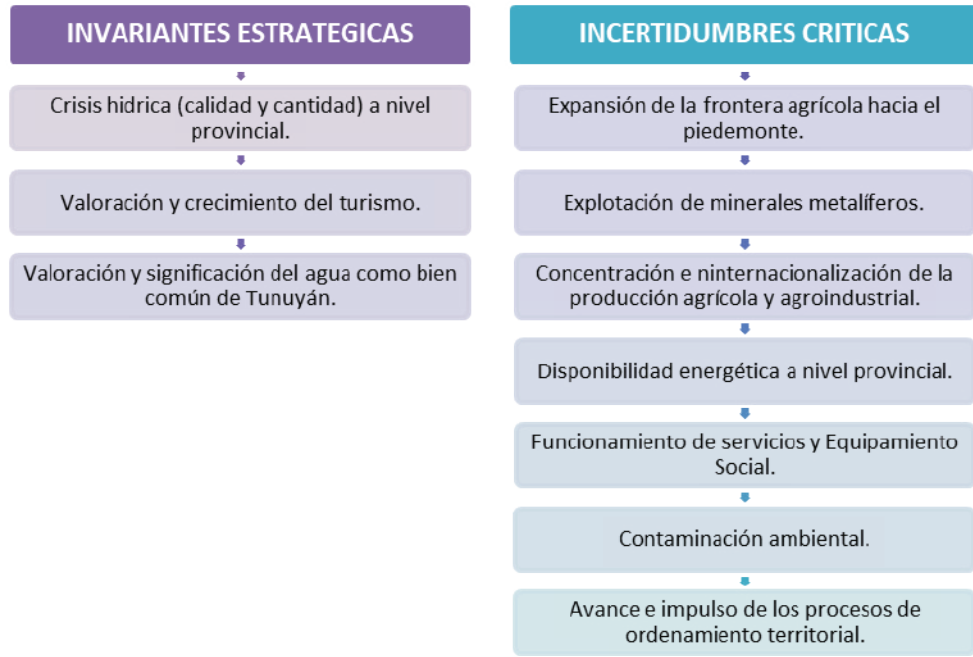 INVARIANTES ESTRATEGICAS
Crisis hídrica (calidad y cantidad) a nivel
provincial.
Valoración y crecimiento del turismo.
Valoración y significación del agua como bien
común de Tunuyán.
INCERTIDUMBRES CRITICAS
Expansión de la frontera agrícola hacia el
piedemonte.
Explotación de minerales metalíferos.
Concentración e ninternacionalización de la
producción agrícola y agroindustrial.
Disponibilidad energética a nivel provincial.
Funcionamiento de servicios y Equipamiento
Social.
Contaminación ambiental.
Avance e impulso de los procesos de
ordenamiento territorial.